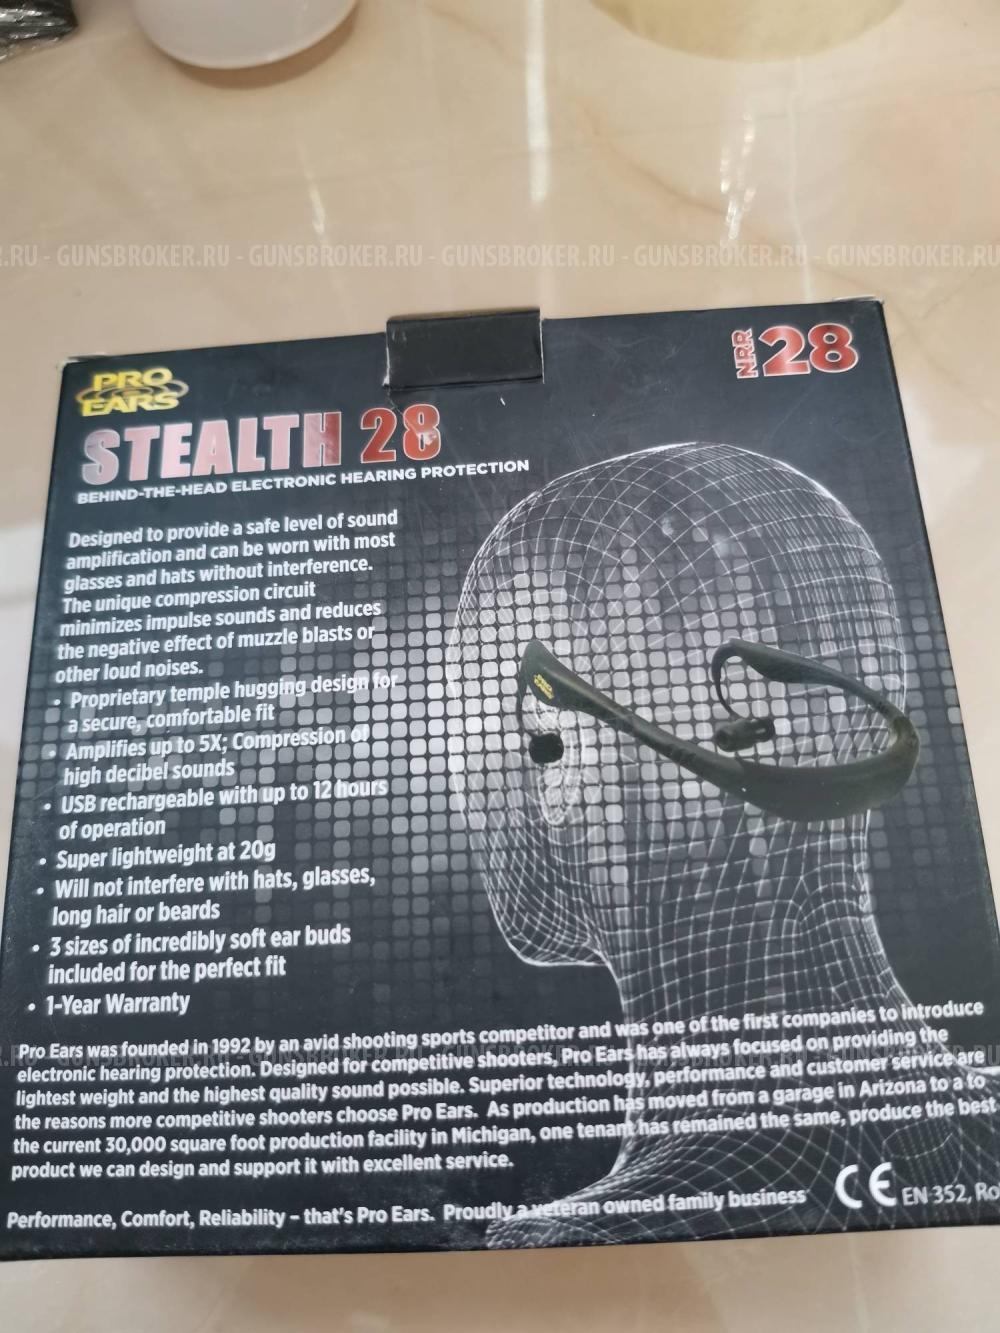 .RU - GUNSBROKER.RU - GUNSBROKER.RU - GUNSBROKER.RU - GUNSBROKER.RU - GUNSBROKER.RU
NRR 28
PRO
EARS
STEALTH 28
BEHIND-THE-HEAD ELECTRONIC HEARING PROTECTION
Designed to provide a safe level of sound
amplification and can be worn with most
glasses and hats without interference.
The unique compression circuit
minimizes impulse sounds and reduces
the negative effect of muzzle blasts or
other loud noises.
• Proprietary temple hugging design for
a secure, comfortable fit
• Amplifies up to 5X; Compression of
high decibel sounds
• USB rechargeable with up to 12 hours
of operation
• Super lightweight at 20g
• Will not interfere with hats, glasses,
long hair or beards
• 3 sizes of incredibly soft ear buds
included for the perfect fit
• 1-Year Warranty
PRO
EARS
Pro Ears was founded in 1992 by an avid shooting sports competitor and was one of the first companies to introduce
electronic hearing protection. Designed for competitive shooters, Pro Ears has always focused on providing the
lightest weight and the highest quality sound possible. Superior technology, performance and customer service are
the reasons more competitive shooters choose Pro Ears. As production has moved from a garage in Arizona to a to
the current 30,000 square foot production facility in Michigan, one tenant has remained the same, produce the best
product we can design and support it with excellent service.
Performance, Comfort, Reliability – that's Pro Ears. Proudly a veteran owned family business
CE EN 352,